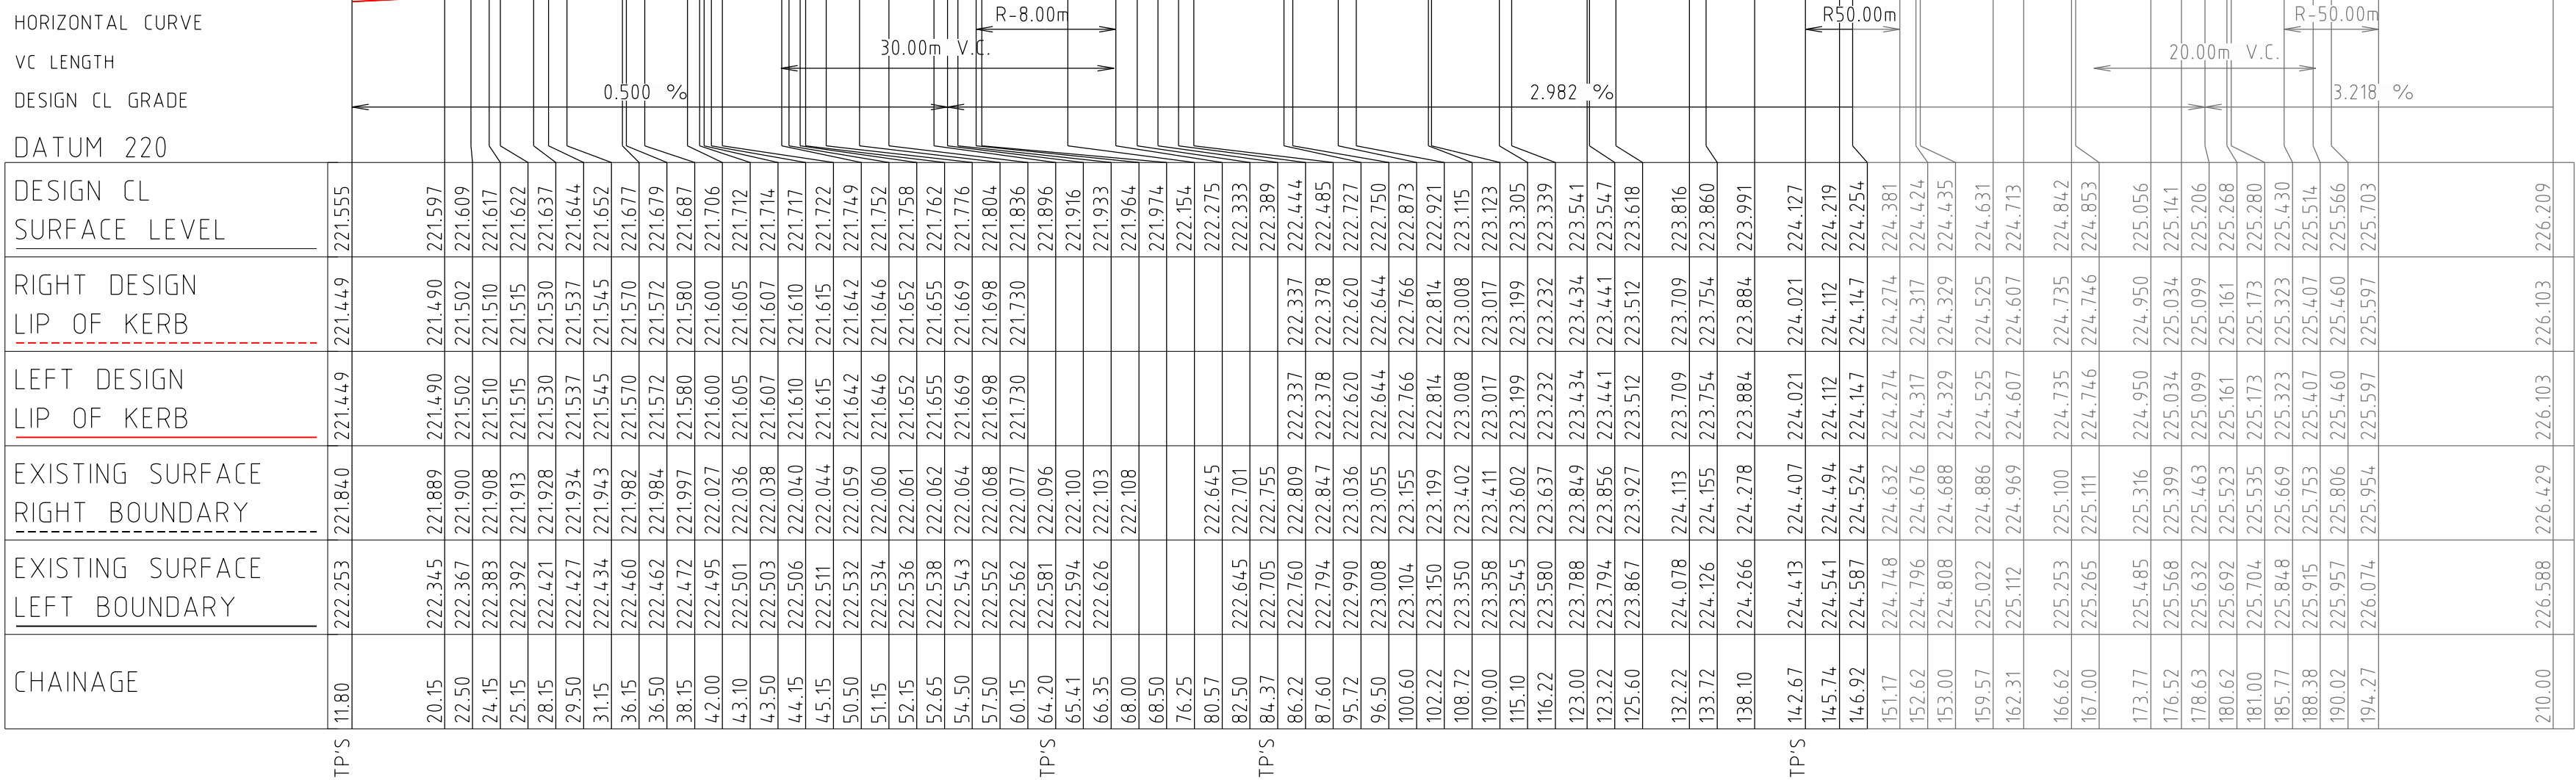 HORIZONTAL CURVE R-8.00m R50.00m R-50.00m
VC LENGTH 30.00m V.C. 20.00m V.C.
DESIGN CL GRADE 0.500 % 2.982 % 3.218 %
DATUM 220
DESIGN CL
SURFACE LEVEL
221.555 221.597 221.609 221.617 221.622 221.637 221.644 221.652 221.677 221.679 221.687 221.706 221.712 221.714 221.717 221.722 221.749 221.752 221.758 221.762 221.776 221.804 221.836 221.896 221.916 221.933 221.964 221.974 222.154 222.275 222.333 222.389 222.444 222.485 222.727 222.750 222.873 222.921 223.115 223.123 223.305 223.339 223.541 223.547 223.618 223.816 223.860 223.991 224.127 224.219 224.254 224.381 224.424 224.435 224.631 224.713 224.842 224.853 225.056 225.141 225.206 225.268 225.280 225.430 225.514 225.566 225.703 226.209
RIGHT DESIGN
LIP OF KERB
221.449 221.490 221.502 221.510 221.515 221.530 221.537 221.545 221.570 221.572 221.580 221.600 221.605 221.607 221.610 221.615 221.642 221.646 221.652 221.655 221.669 221.698 221.730 222.337 222.378 222.620 222.644 222.766 222.814 223.008 223.017 223.199 223.232 223.434 223.441 223.512 223.709 223.754 223.884 224.021 224.112 224.147 224.274 224.317 224.329 224.525 224.607 224.735 224.746 224.950 225.034 225.099 225.161 225.173 225.323 225.407 225.460 225.597 226.103
LEFT DESIGN
LIP OF KERB
221.449 221.490 221.502 221.510 221.515 221.530 221.537 221.545 221.570 221.572 221.580 221.600 221.605 221.607 221.610 221.615 221.642 221.646 221.652 221.655 221.669 221.698 221.730 222.337 222.378 222.620 222.644 222.766 222.814 223.008 223.017 223.199 223.232 223.434 223.441 223.512 223.709 223.754 223.884 224.021 224.112 224.147 224.274 224.317 224.329 224.525 224.607 224.735 224.746 224.950 225.034 225.099 225.161 225.173 225.323 225.407 225.460 225.597 226.103
EXISTING SURFACE
RIGHT BOUNDARY
221.840 221.889 221.900 221.908 221.913 221.928 221.934 221.943 221.982 221.984 221.997 222.027 222.036 222.038 222.040 222.044 222.059 222.060 222.061 222.062 222.064 222.068 222.077 222.096 222.100 222.103 222.108 222.645 222.701 222.755 222.809 222.847 223.036 223.055 223.155 223.199 223.402 223.411 223.602 223.637 223.849 223.856 223.927 224.113 224.155 224.278 224.407 224.494 224.524 224.632 224.676 224.688 224.886 224.969 225.100 225.111 225.316 225.399 225.463 225.523 225.535 225.669 225.753 225.806 225.954 226.429
EXISTING SURFACE
LEFT BOUNDARY
222.253 222.345 222.367 222.383 222.392 222.421 222.427 222.434 222.460 222.462 222.472 222.495 222.501 222.503 222.506 222.511 222.532 222.534 222.536 222.538 222.543 222.552 222.562 222.581 222.594 222.626 222.645 222.705 222.760 222.794 222.990 223.008 223.104 223.150 223.350 223.358 223.545 223.580 223.788 223.794 223.867 224.078 224.126 224.266 224.413 224.541 224.587 224.748 224.796 224.808 225.022 225.112 225.253 225.265 225.485 225.568 225.632 225.692 225.704 225.848 225.915 225.957 226.074 226.588
CHAINAGE
11.80 20.15 22.50 24.15 25.15 28.15 29.50 31.15 36.15 36.50 38.15 42.00 43.10 43.50 44.15 45.15 50.50 51.15 52.15 52.65 54.50 57.50 60.15 64.20 65.41 66.35 68.00 68.50 76.25 80.57 82.50 84.37 86.22 87.60 95.72 96.50 100.60 102.22 108.72 109.00 115.10 116.22 123.00 123.22 125.60 132.22 133.72 138.10 142.67 145.74 146.92 151.17 152.62 153.00 159.57 162.31 166.62 167.00 173.77 176.52 178.63 180.62 181.00 185.77 188.38 190.02 194.27 210.00
TP'S TP'S TP'S TP'S